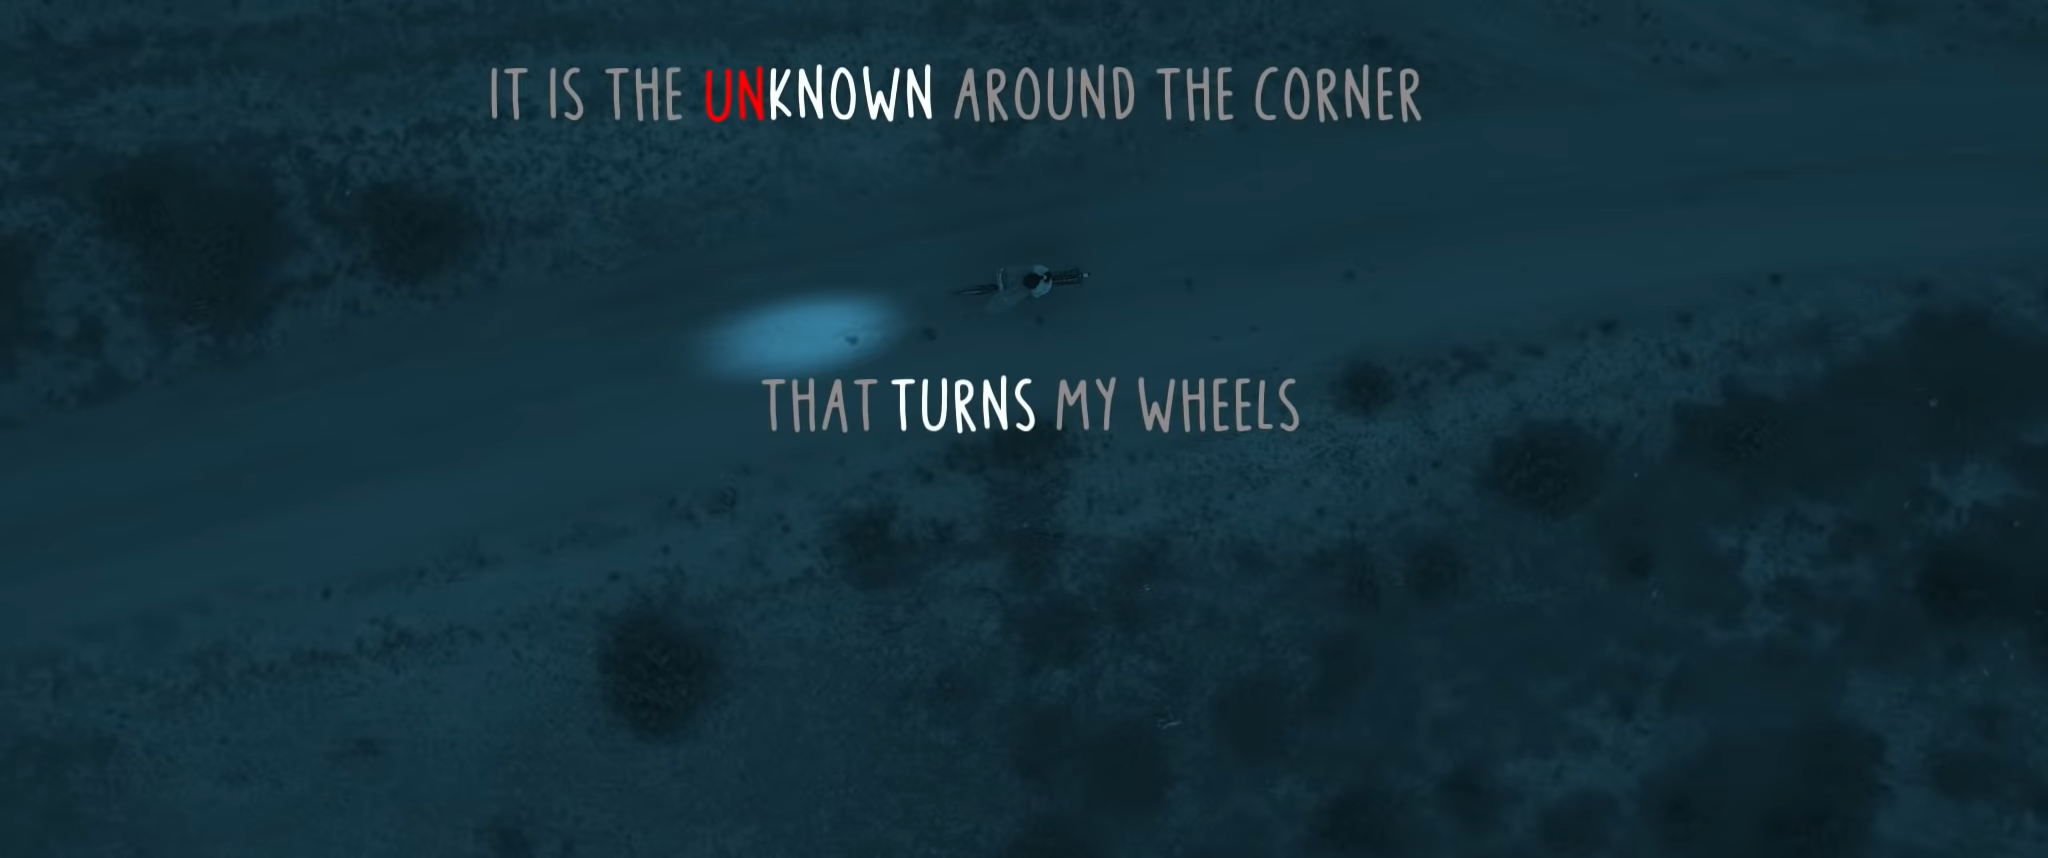 IT IS THE UNKNOWN AROUND THE CORNER
THAT TURNS MY WHEELS